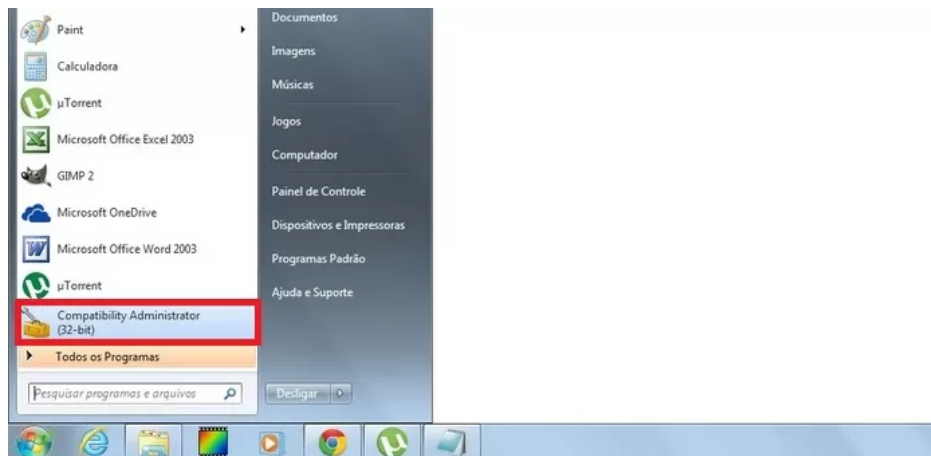 Paint
Calculadora
µTorrent
Microsoft Office Excel 2003
GIMP 2
Microsoft OneDrive
Microsoft Office Word 2003
µTorrent
Compatibility Administrator
(32-bit)
Todos os Programas
Pesquisar programas e arquivos
Documentos
Imagens
Músicas
Jogos
Computador
Painel de Controle
Dispositivos e Impressoras
Programas Padrão
Ajuda e Suporte
Desligar